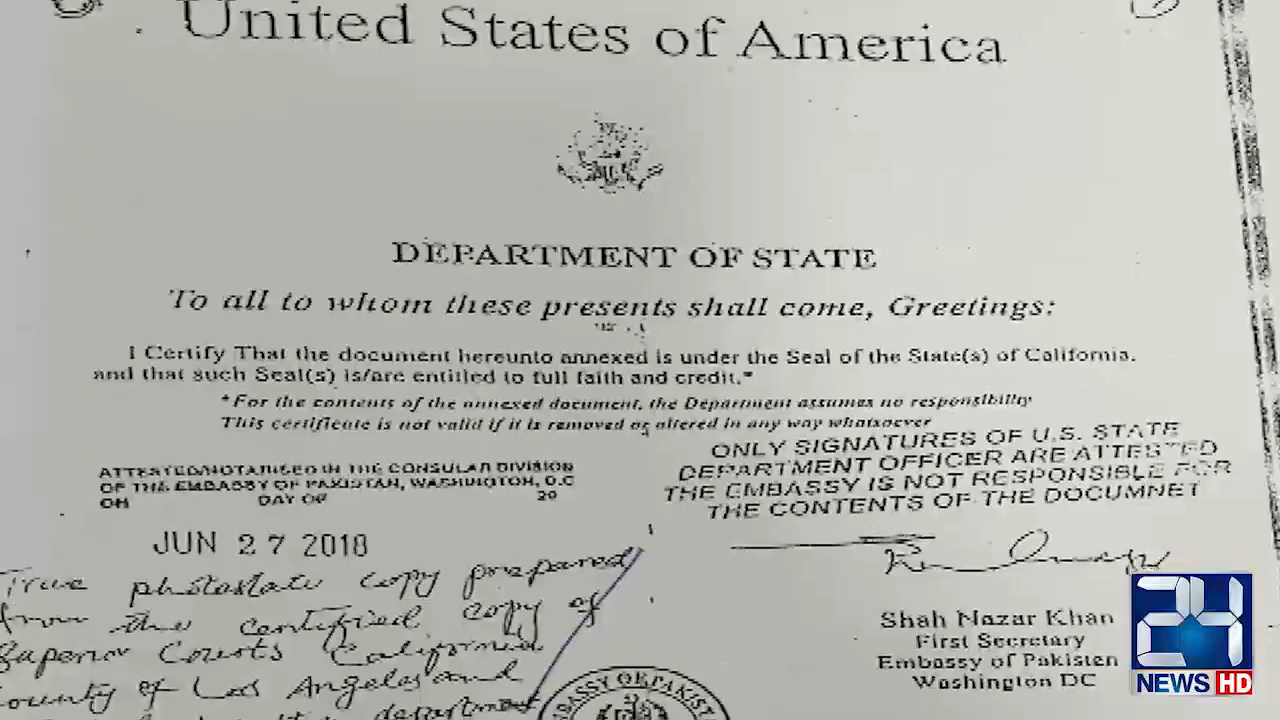 United States of America
DEPARTMENT OF STATE
To all to whom these presents shall come, Greetings:
I Certify That the document hereunto annexed is under the Seal of the State(s) of California,
and that such Seal(s) is/are entitled to full faith and credit.*
*For the contents of the annexed document, the Department assumes no responsibility
This certificate is not valid if it is removed or altered in any way whatsoever
ATTESTED/NOTARISED IN THE CONSULAR DIVISION
OF THE EMBASSY OF PAKISTAN, WASHINGTON, D.C
ON DAY OF 20
JUN 27 2018
ONLY SIGNATURES OF U.S. STATE
DEPARTMENT OFFICER ARE ATTESTED
THE EMBASSY IS NOT RESPONSIBLE FOR
THE CONTENTS OF THE DOCUMNET
True photostate copy prepared
from the certified copy of
Superior Courts California
County of Los Angeles and
department
Shah Nazar Khan
First Secretary
Embassy of Pakistan
Washington DC
EMBASSY OF PAKIST
24
NEWS HD